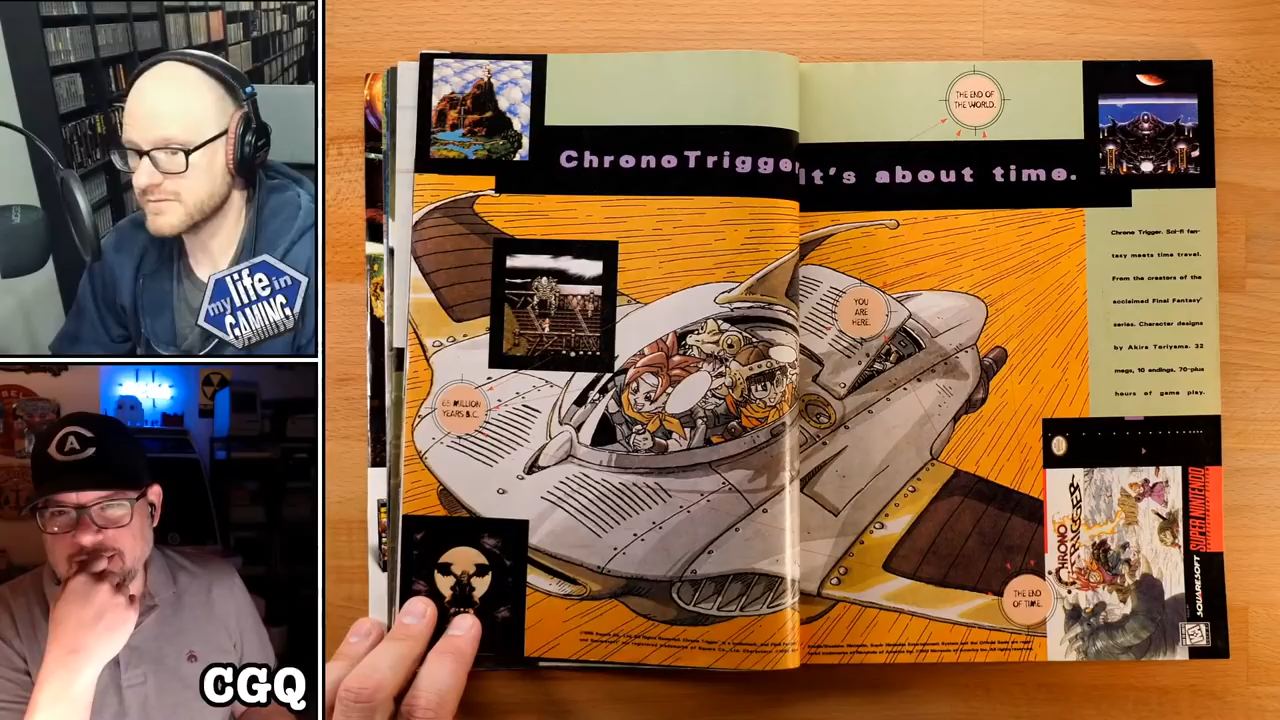 my
life in
GAMING
CGQ
THE END OF
THE WORLD.
ChronoTrigger
It's about time.
Chrono Trigger. Sci-fi fan-
tasy meets time travel.
From the creators of the
acclaimed Final Fantasy
series. Character designs
by Akira Toriyama. 32
megs, 10 endings, 70-plus
hours of game play.
YOU
ARE
HERE.
65 MILLION
YEARS B.C.
THE END
OF TIME.
CHRONO
TRIGGER
SUPER NINTENDO
SQUARESOFT